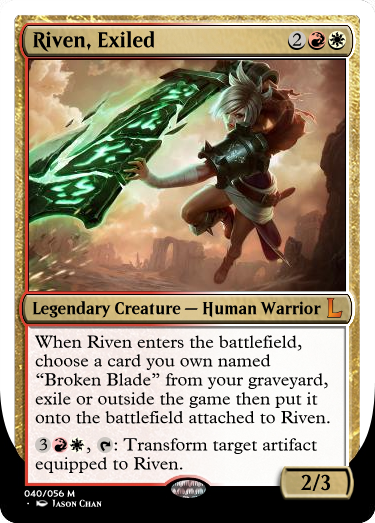 Riven, Exiled 2
Legendary Creature — Human Warrior L
When Riven enters the battlefield,
choose a card you own named
“Broken Blade” from your graveyard,
exile or outside the game then put it
onto the battlefield attached to Riven.
3, : Transform target artifact
equipped to Riven.
2/3
040/056 M
· Jason Chan